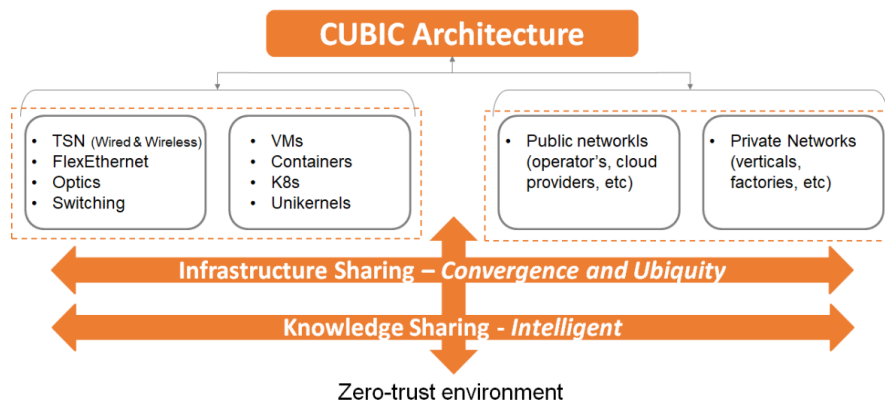 CUBIC Architecture
• TSN (Wired & Wireless)
• FlexEthernet
• Optics
• Switching
• VMs
• Containers
• K8s
• Unikernels
• Public networkls
(operator's, cloud
providers, etc)
• Private Networks
(verticals,
factories, etc)
Infrastructure Sharing – Convergence and Ubiquity
Knowledge Sharing - Intelligent
Zero-trust environment